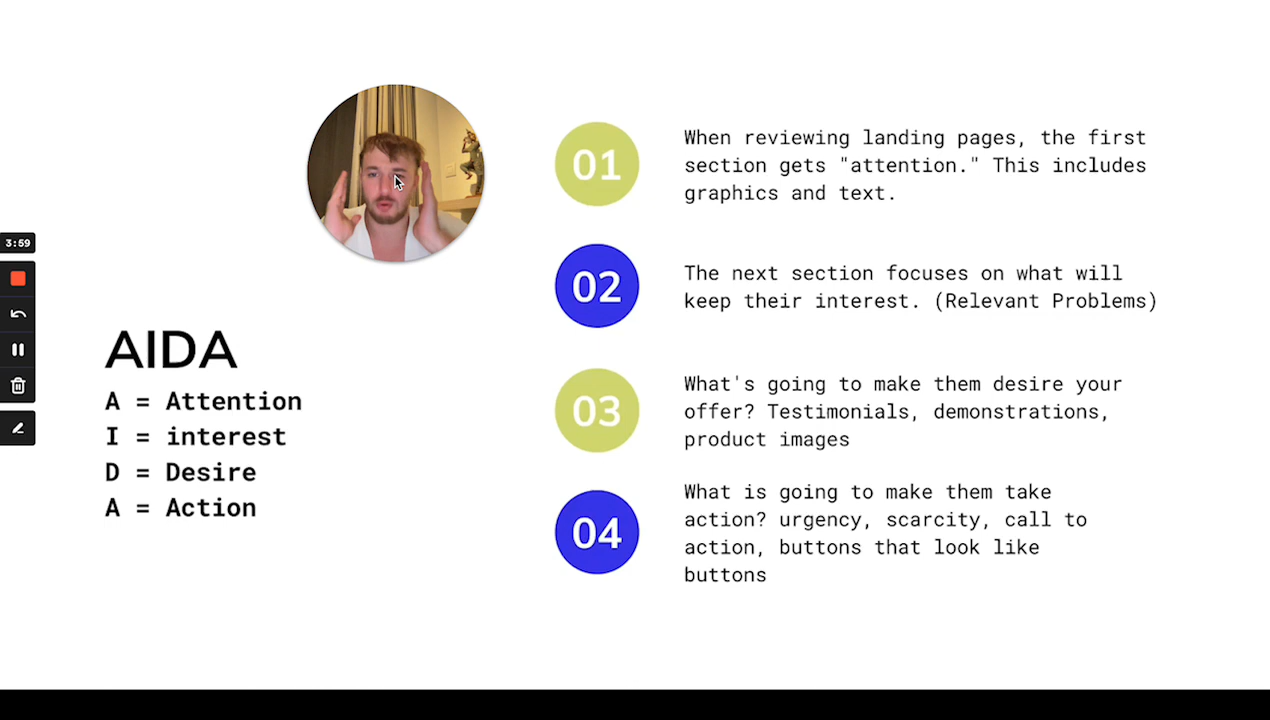 3:59
AIDA
A = Attention
I = interest
D = Desire
A = Action
01
When reviewing landing pages, the first
section gets "attention." This includes
graphics and text.
02
The next section focuses on what will
keep their interest. (Relevant Problems)
03
What's going to make them desire your
offer? Testimonials, demonstrations,
product images
04
What is going to make them take
action? urgency, scarcity, call to
action, buttons that look like
buttons